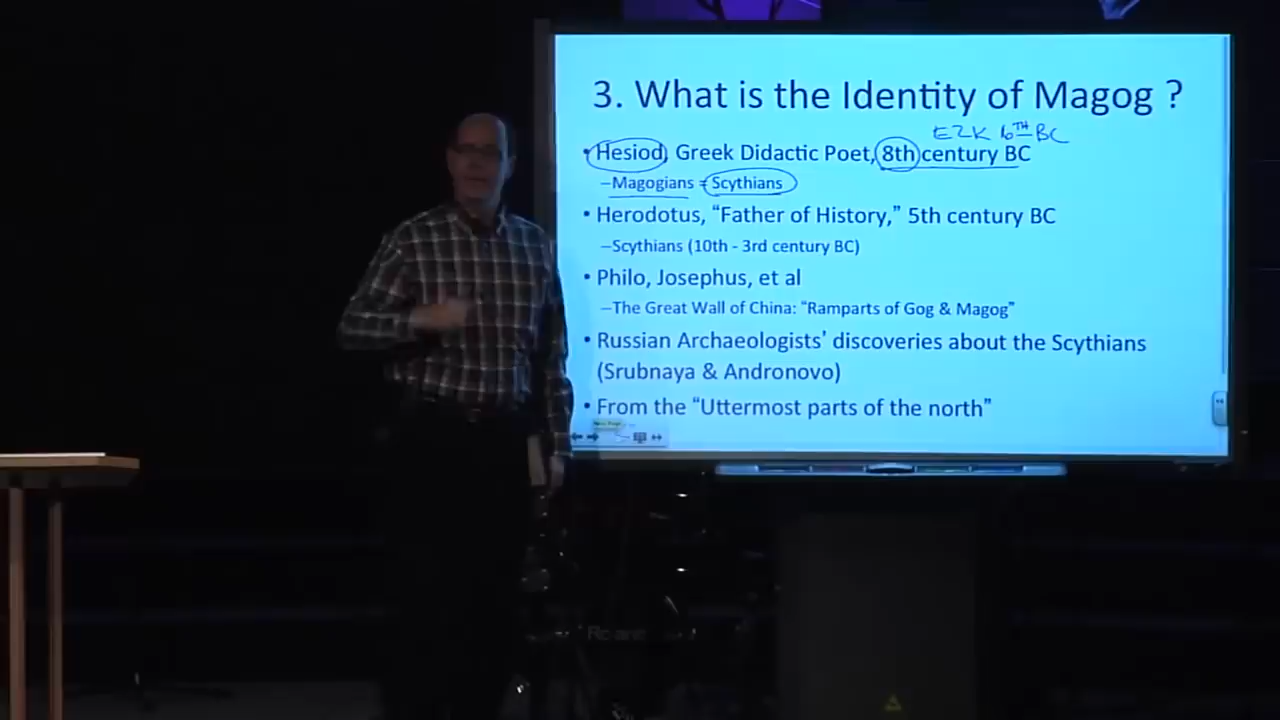 3. What is the Identity of Magog ?
EZK 6TH BC
• Hesiod, Greek Didactic Poet, 8th century BC
–Magogians = Scythians
• Herodotus, “Father of History,” 5th century BC
–Scythians (10th - 3rd century BC)
• Philo, Josephus, et al
–The Great Wall of China: “Ramparts of Gog & Magog”
• Russian Archaeologists’ discoveries about the Scythians
(Srubnaya & Andronovo)
• From the “Uttermost parts of the north”
Roland